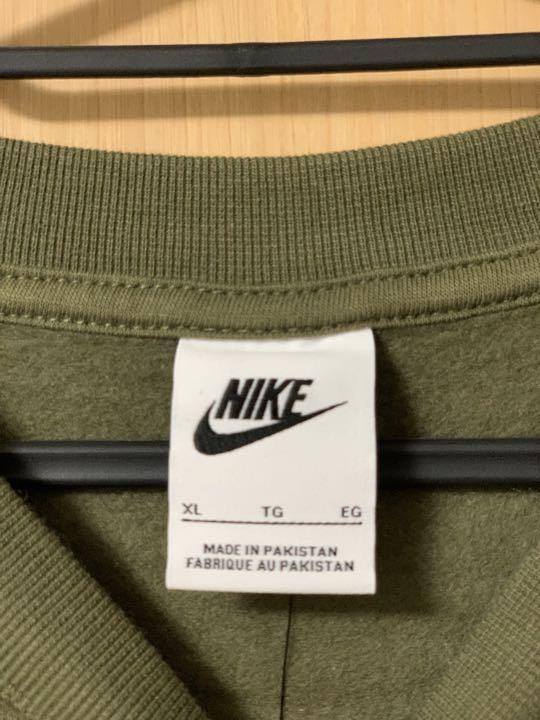 NIKE
XL TG EG
MADE IN PAKISTAN
FABRIQUE AU PAKISTAN